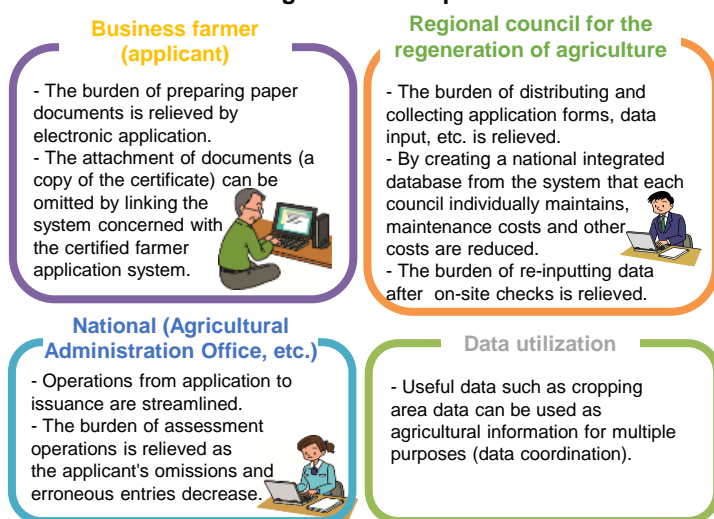 Business farmer
(applicant)
- The burden of preparing paper
documents is relieved by
electronic application.
- The attachment of documents (a
copy of the certificate) can be
omitted by linking the
system concerned with
the certified farmer
application system.
Regional council for the
regeneration of agriculture
- The burden of distributing and
collecting application forms, data
input, etc. is relieved.
- By creating a national integrated
database from the system that each
council individually maintains,
maintenance costs and other
costs are reduced.
- The burden of re-inputting data
after on-site checks is relieved.
National (Agricultural
Administration Office, etc.)
- Operations from application to
issuance are streamlined.
- The burden of assessment
operations is relieved as
the applicant's omissions and
erroneous entries decrease.
Data utilization
- Useful data such as cropping
area data can be used as
agricultural information for multiple
purposes (data coordination).